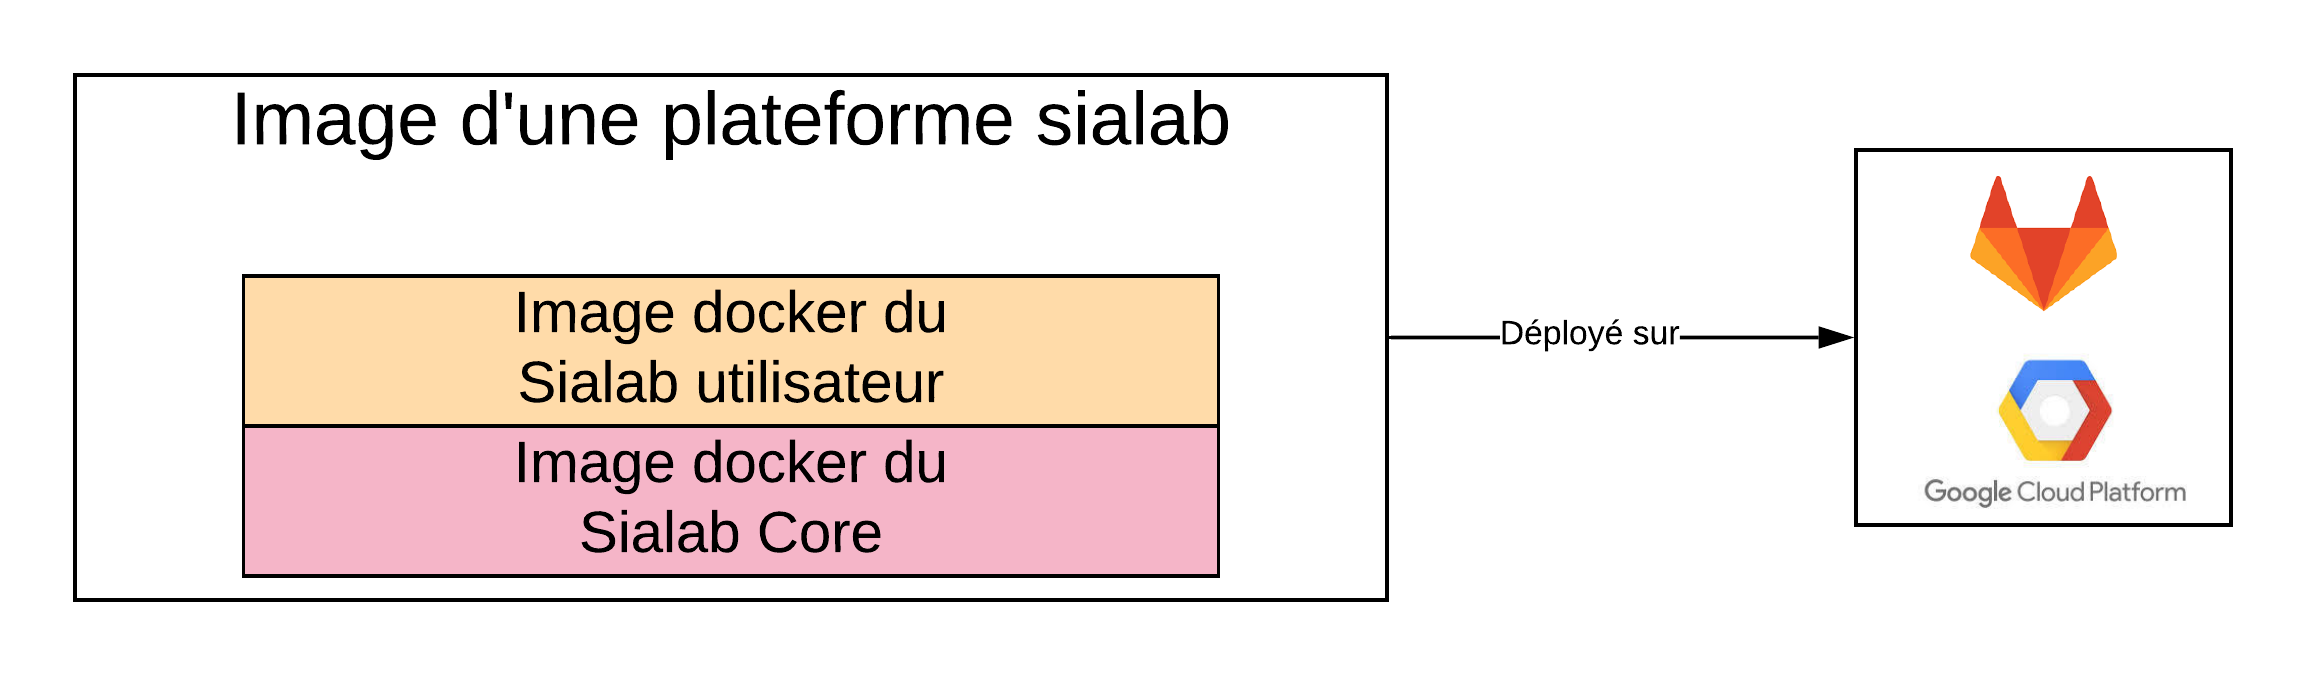 Image d'une plateforme sialab
Image docker du
Sialab utilisateur
Image docker du
Sialab Core
Déployé sur
Google Cloud Platform